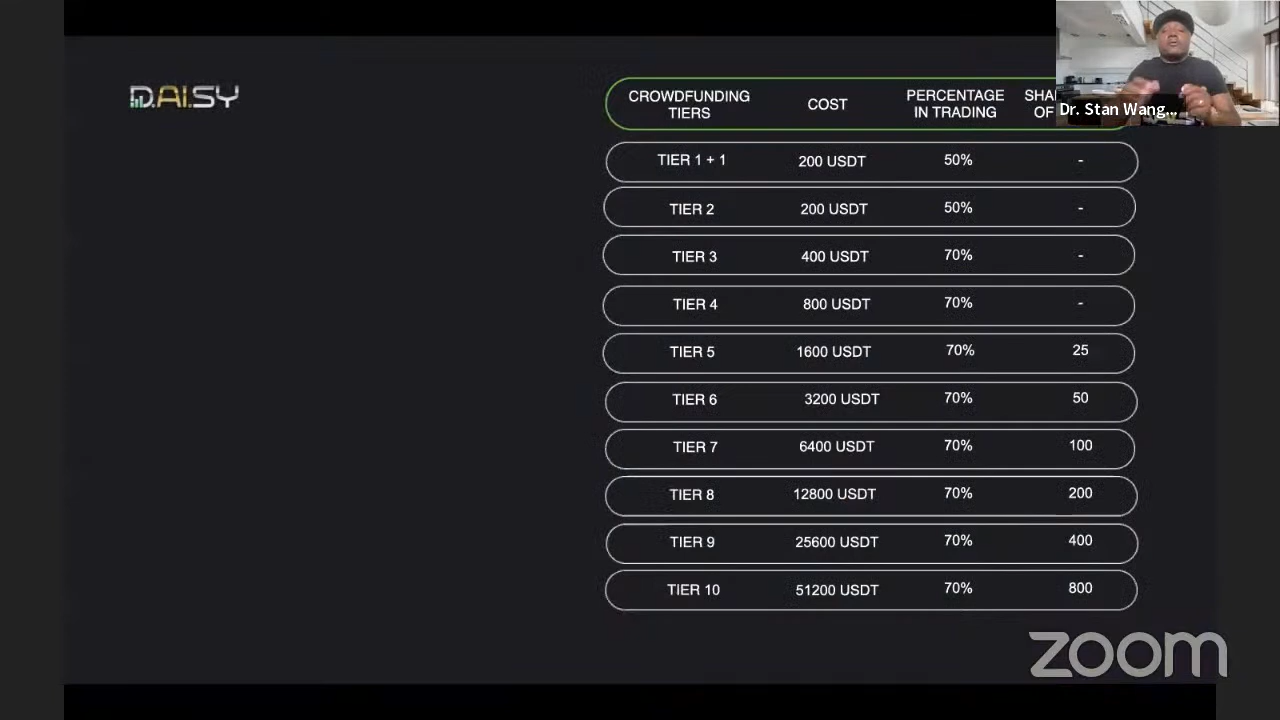 D.AI.SY
CROWDFUNDING TIERS COST PERCENTAGE IN TRADING OF
Dr. Stan Wang...
TIER 1 + 1 200 USDT 50% -
TIER 2 200 USDT 50% -
TIER 3 400 USDT 70% -
TIER 4 800 USDT 70% -
TIER 5 1600 USDT 70% 25
TIER 6 3200 USDT 70% 50
TIER 7 6400 USDT 70% 100
TIER 8 12800 USDT 70% 200
TIER 9 25600 USDT 70% 400
TIER 10 51200 USDT 70% 800
zoom